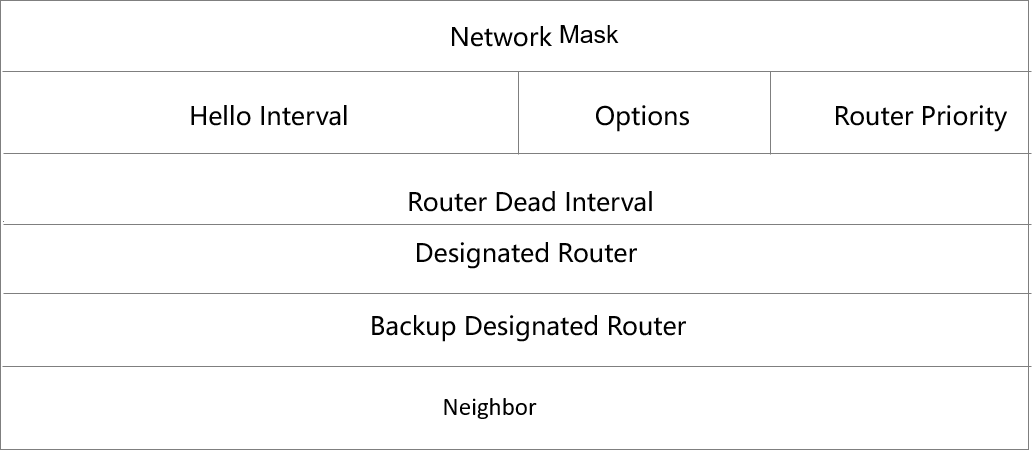 Network Mask
Hello Interval Options Router Priority
Router Dead Interval
Designated Router
Backup Designated Router
Neighbor